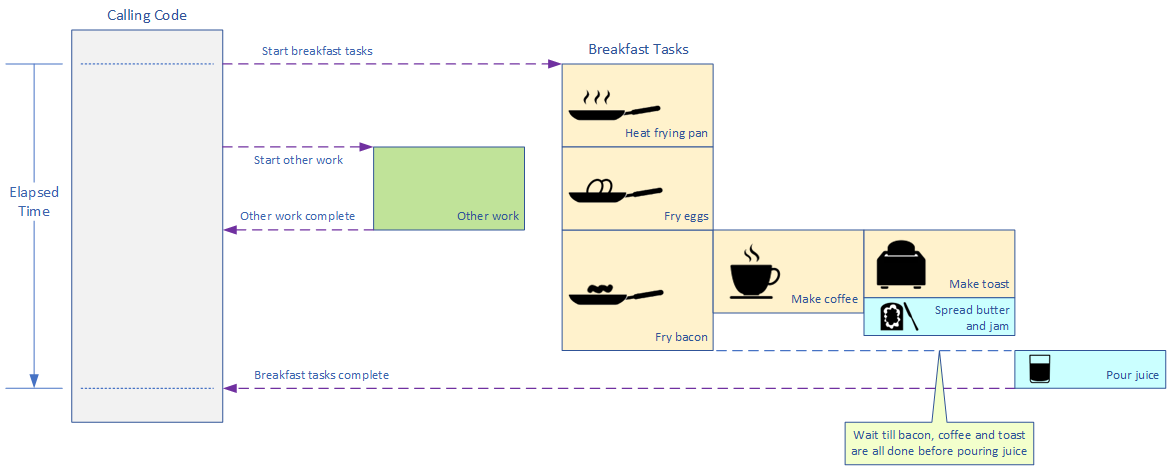 Calling Code
Start breakfast tasks
Breakfast Tasks
Heat frying pan
Start other work
Elapsed
Time
Other work complete
Other work
Fry eggs
Make coffee
Make toast
Spread butter
and jam
Fry bacon
Breakfast tasks complete
Pour juice
Wait till bacon, coffee and toast
are all done before pouring juice